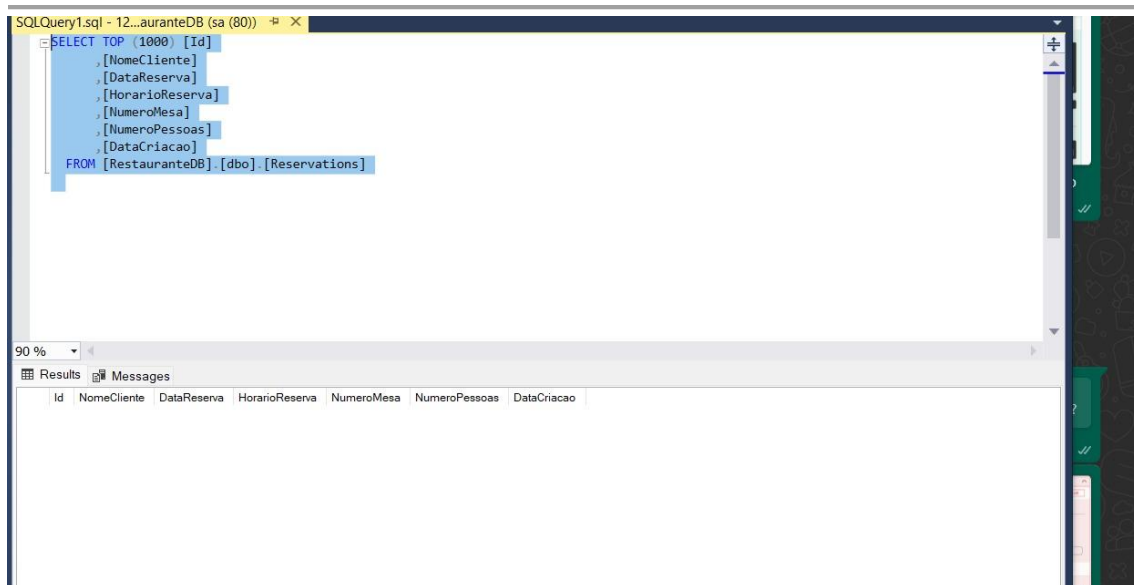 SQLQuery1.sql - 12...auranteDB (sa (80))
SELECT TOP (1000) [Id]
,[NomeCliente]
,[DataReserva]
,[HorarioReserva]
,[NumeroMesa]
,[NumeroPessoas]
,[DataCriacao]
FROM [RestauranteDB].[dbo].[Reservations]
90 %
Results Messages
Id NomeCliente DataReserva HorarioReserva NumeroMesa NumeroPessoas DataCriacao
?